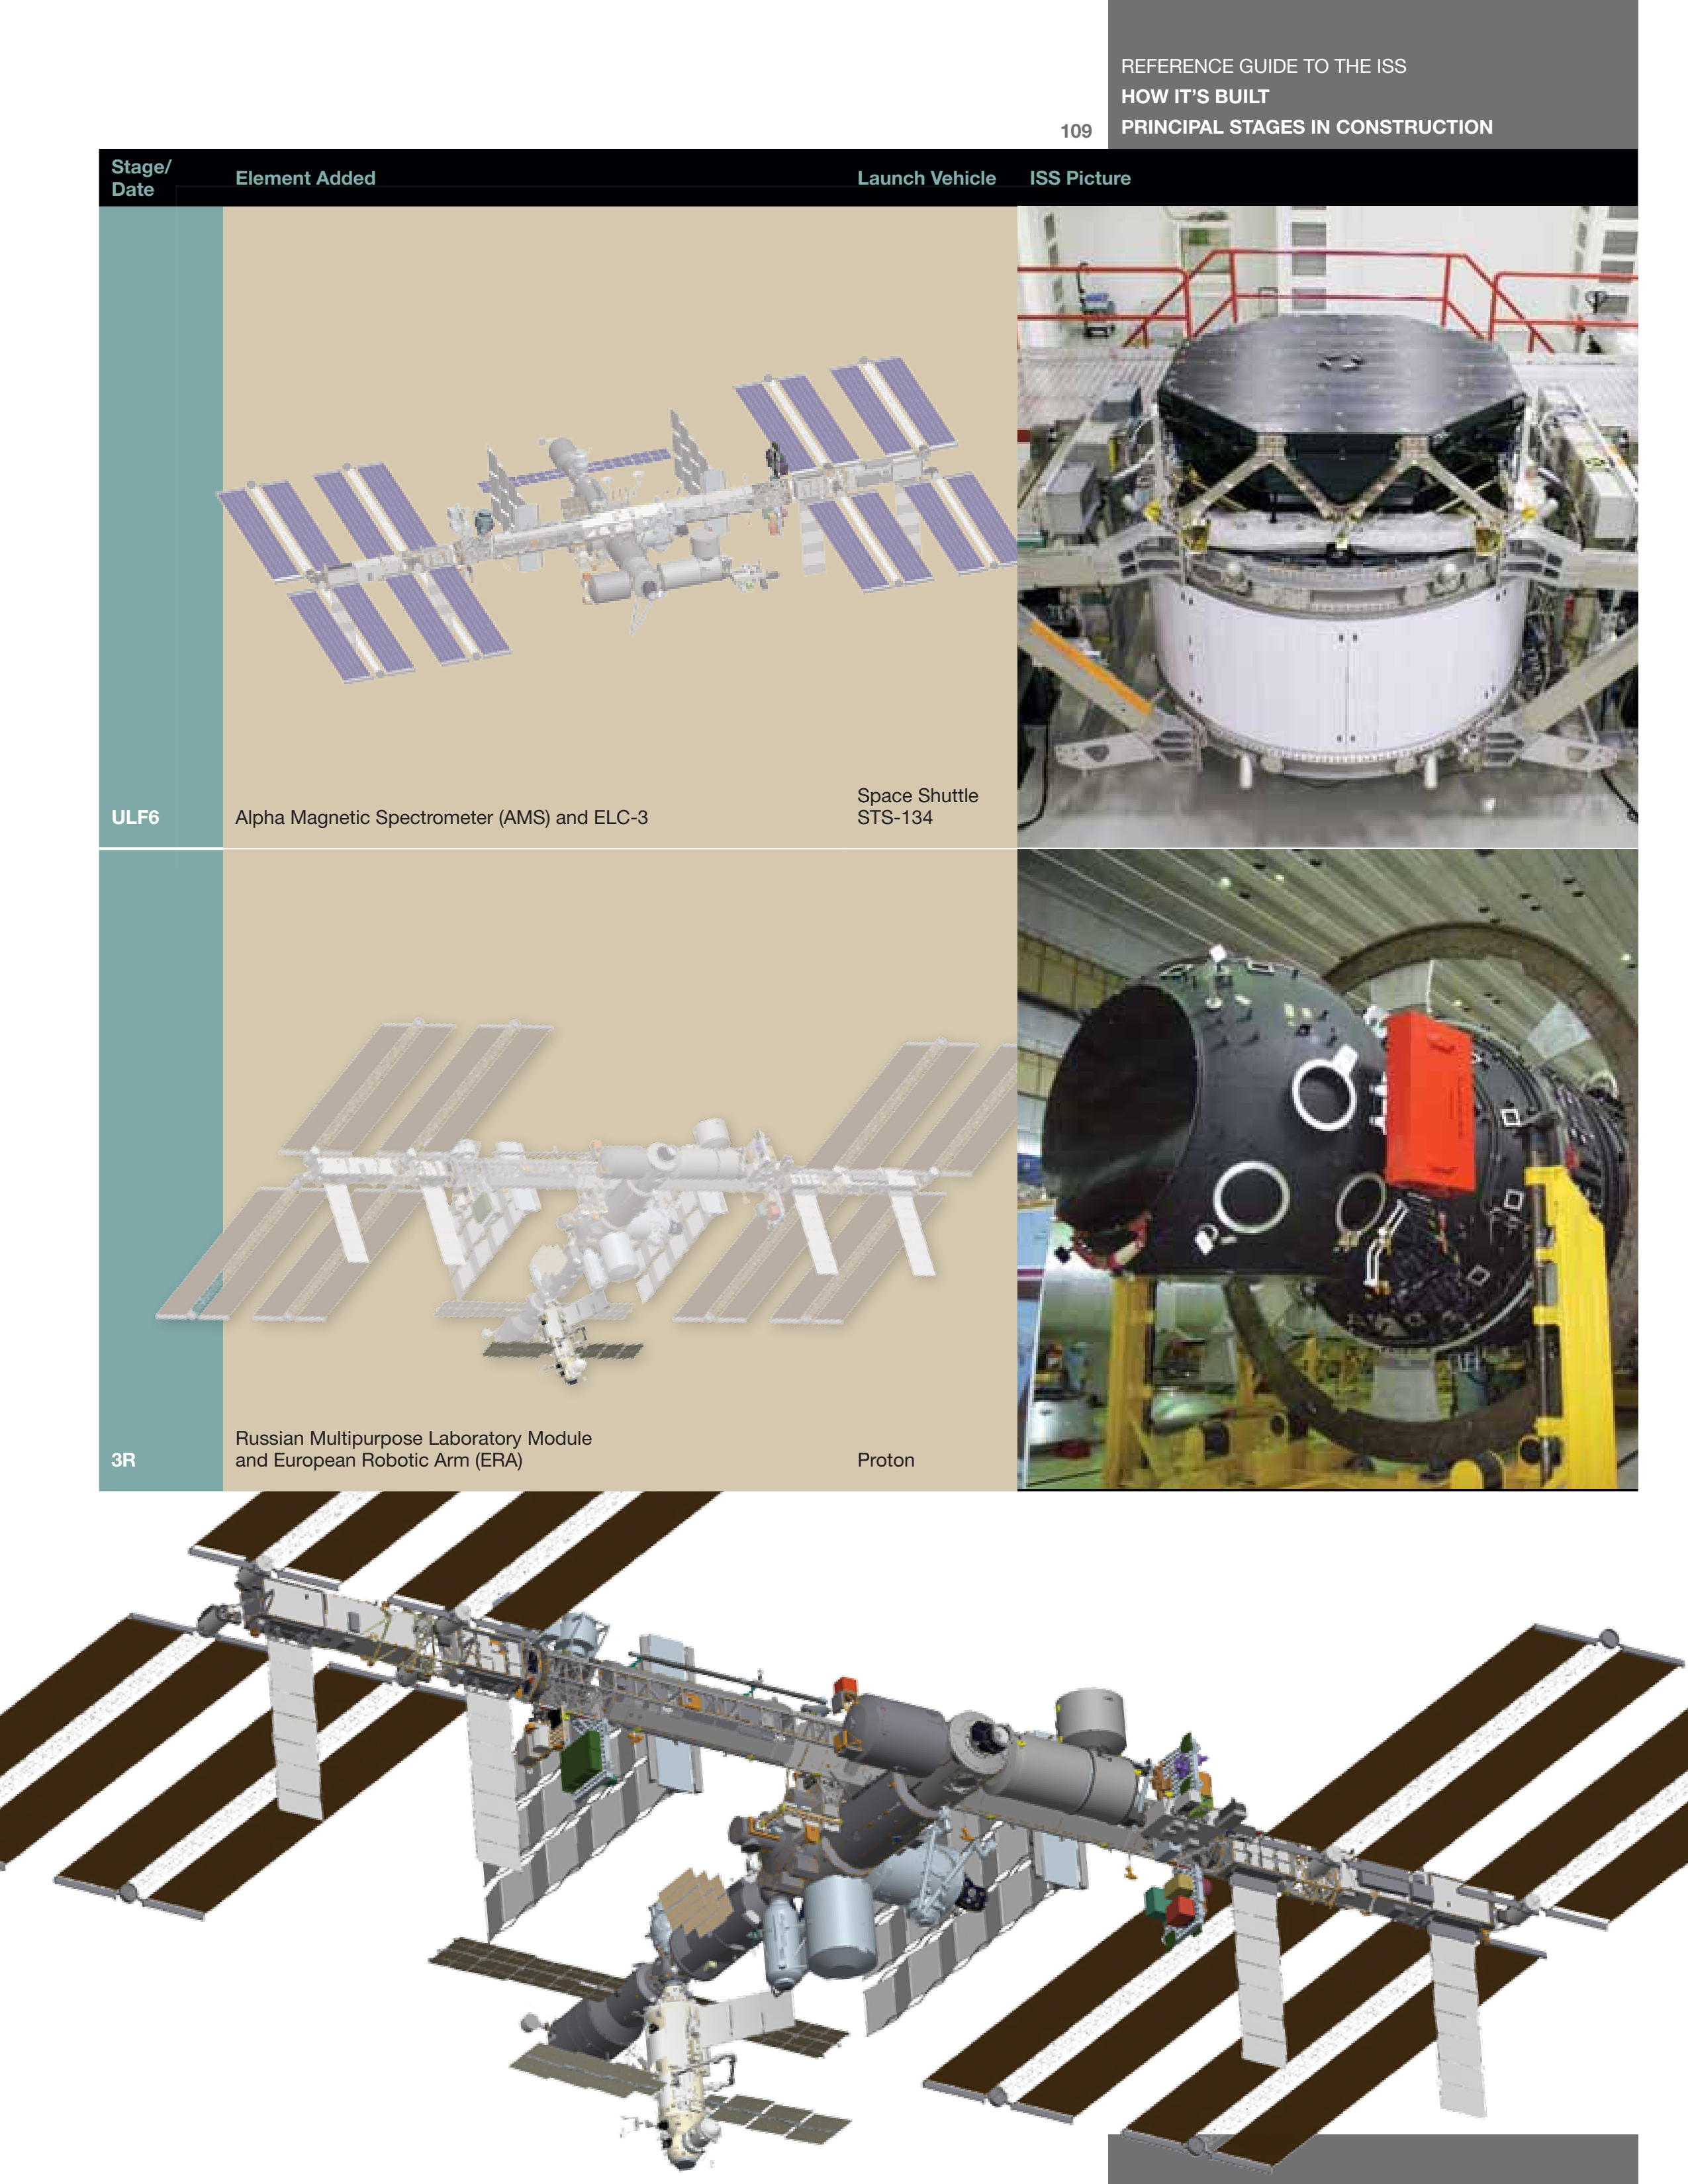 REFERENCE GUIDE TO THE ISS
HOW IT’S BUILT
109 PRINCIPAL STAGES IN CONSTRUCTION
Stage/
Date
Element Added
Launch Vehicle
ISS Picture
ULF6
Alpha Magnetic Spectrometer (AMS) and ELC-3
Space Shuttle
STS-134
3R
Russian Multipurpose Laboratory Module
and European Robotic Arm (ERA)
Proton